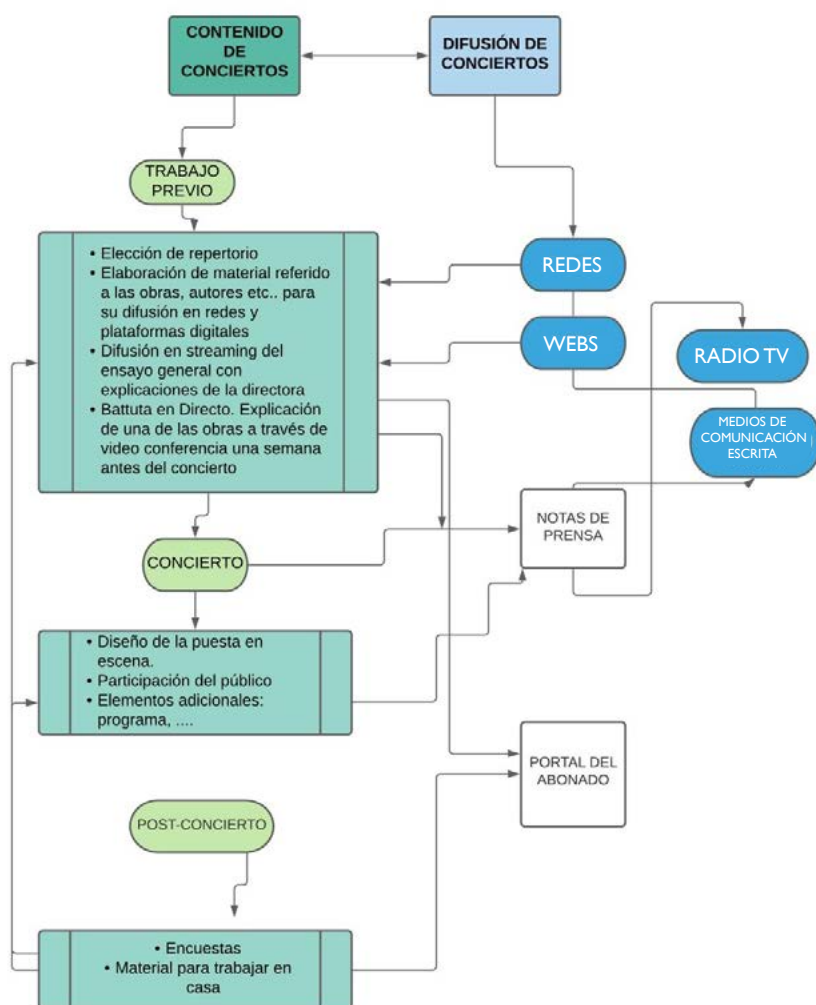 CONTENIDO
DE
CONCIERTOS
DIFUSIÓN DE
CONCIERTOS
TRABAJO
PREVIO
• Elección de repertorio
• Elaboración de material referido
a las obras, autores etc.. para
su difusión en redes y
plataformas digitales
• Difusión en streaming del
ensayo general con
explicaciones de la directora
• Battuta en Directo. Explicación
de una de las obras a través de
video conferencia una semana
antes del concierto
REDES
WEBS
RADIO TV
MEDIOS DE
COMUNICACIÓN
ESCRITA
NOTAS DE
PRENSA
CONCIERTO
• Diseño de la puesta en
escena.
• Participación del público
• Elementos adicionales:
programa, ....
PORTAL DEL
ABONADO
POST-CONCIERTO
• Encuestas
• Material para trabajar en
casa